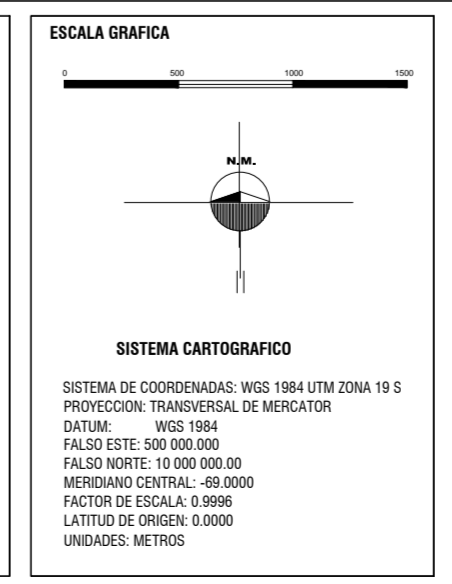 ESCALA GRAFICA
0 500 1000 1500
N.M.
SISTEMA CARTOGRAFICO
SISTEMA DE COORDENADAS: WGS 1984 UTM ZONA 19 S
PROYECCION: TRANSVERSAL DE MERCATOR
DATUM: WGS 1984
FALSO ESTE: 500 000.000
FALSO NORTE: 10 000 000.00
MERIDIANO CENTRAL: -69.0000
FACTOR DE ESCALA: 0.9996
LATITUD DE ORIGEN: 0.0000
UNIDADES: METROS